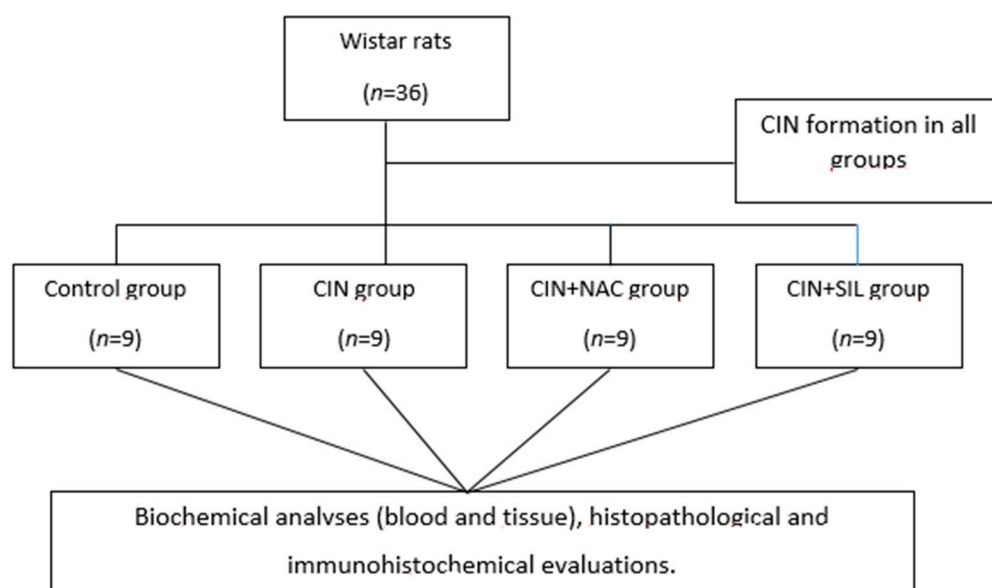 Wistar rats
(n=36)
CIN formation in all
groups
Control group
(n=9)
CIN group
(n=9)
CIN+NAC group
(n=9)
CIN+SIL group
(n=9)
Biochemical analyses (blood and tissue), histopathological and
immunohistochemical evaluations.